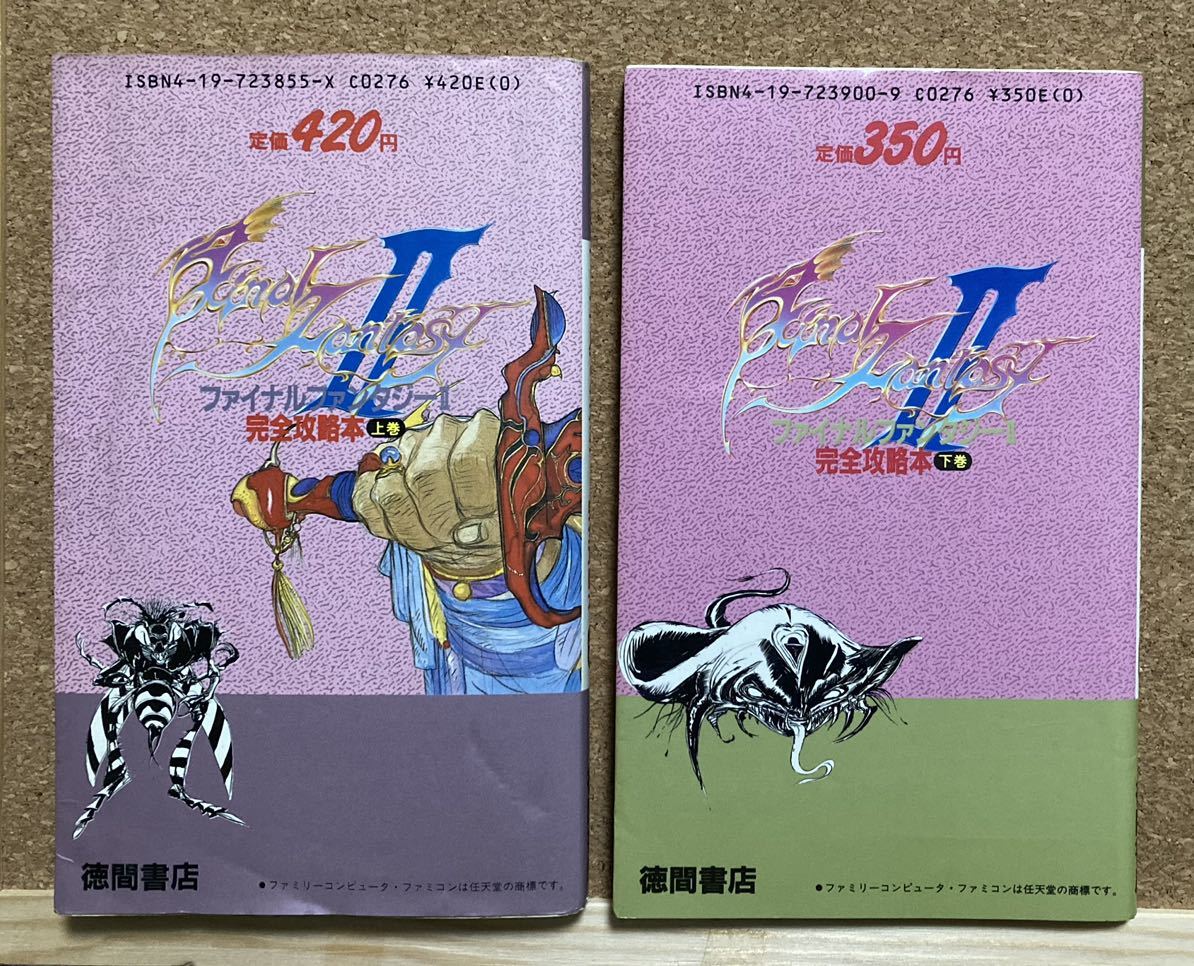 ISBN4-19-723855-X C0276 ¥420E(0)
定価420円
Final Fantasy II
ファイナルファンタジーII
完全攻略本 上巻
徳間書店
●ファミリーコンピュータ・ファミコンは任天堂の商標です。
ISBN4-19-723900-9 C0276 ¥350E(0)
定価350円
Final Fantasy II
ファイナルファンタジーII
完全攻略本 下巻
徳間書店
●ファミリーコンピュータ・ファミコンは任天堂の商標です。